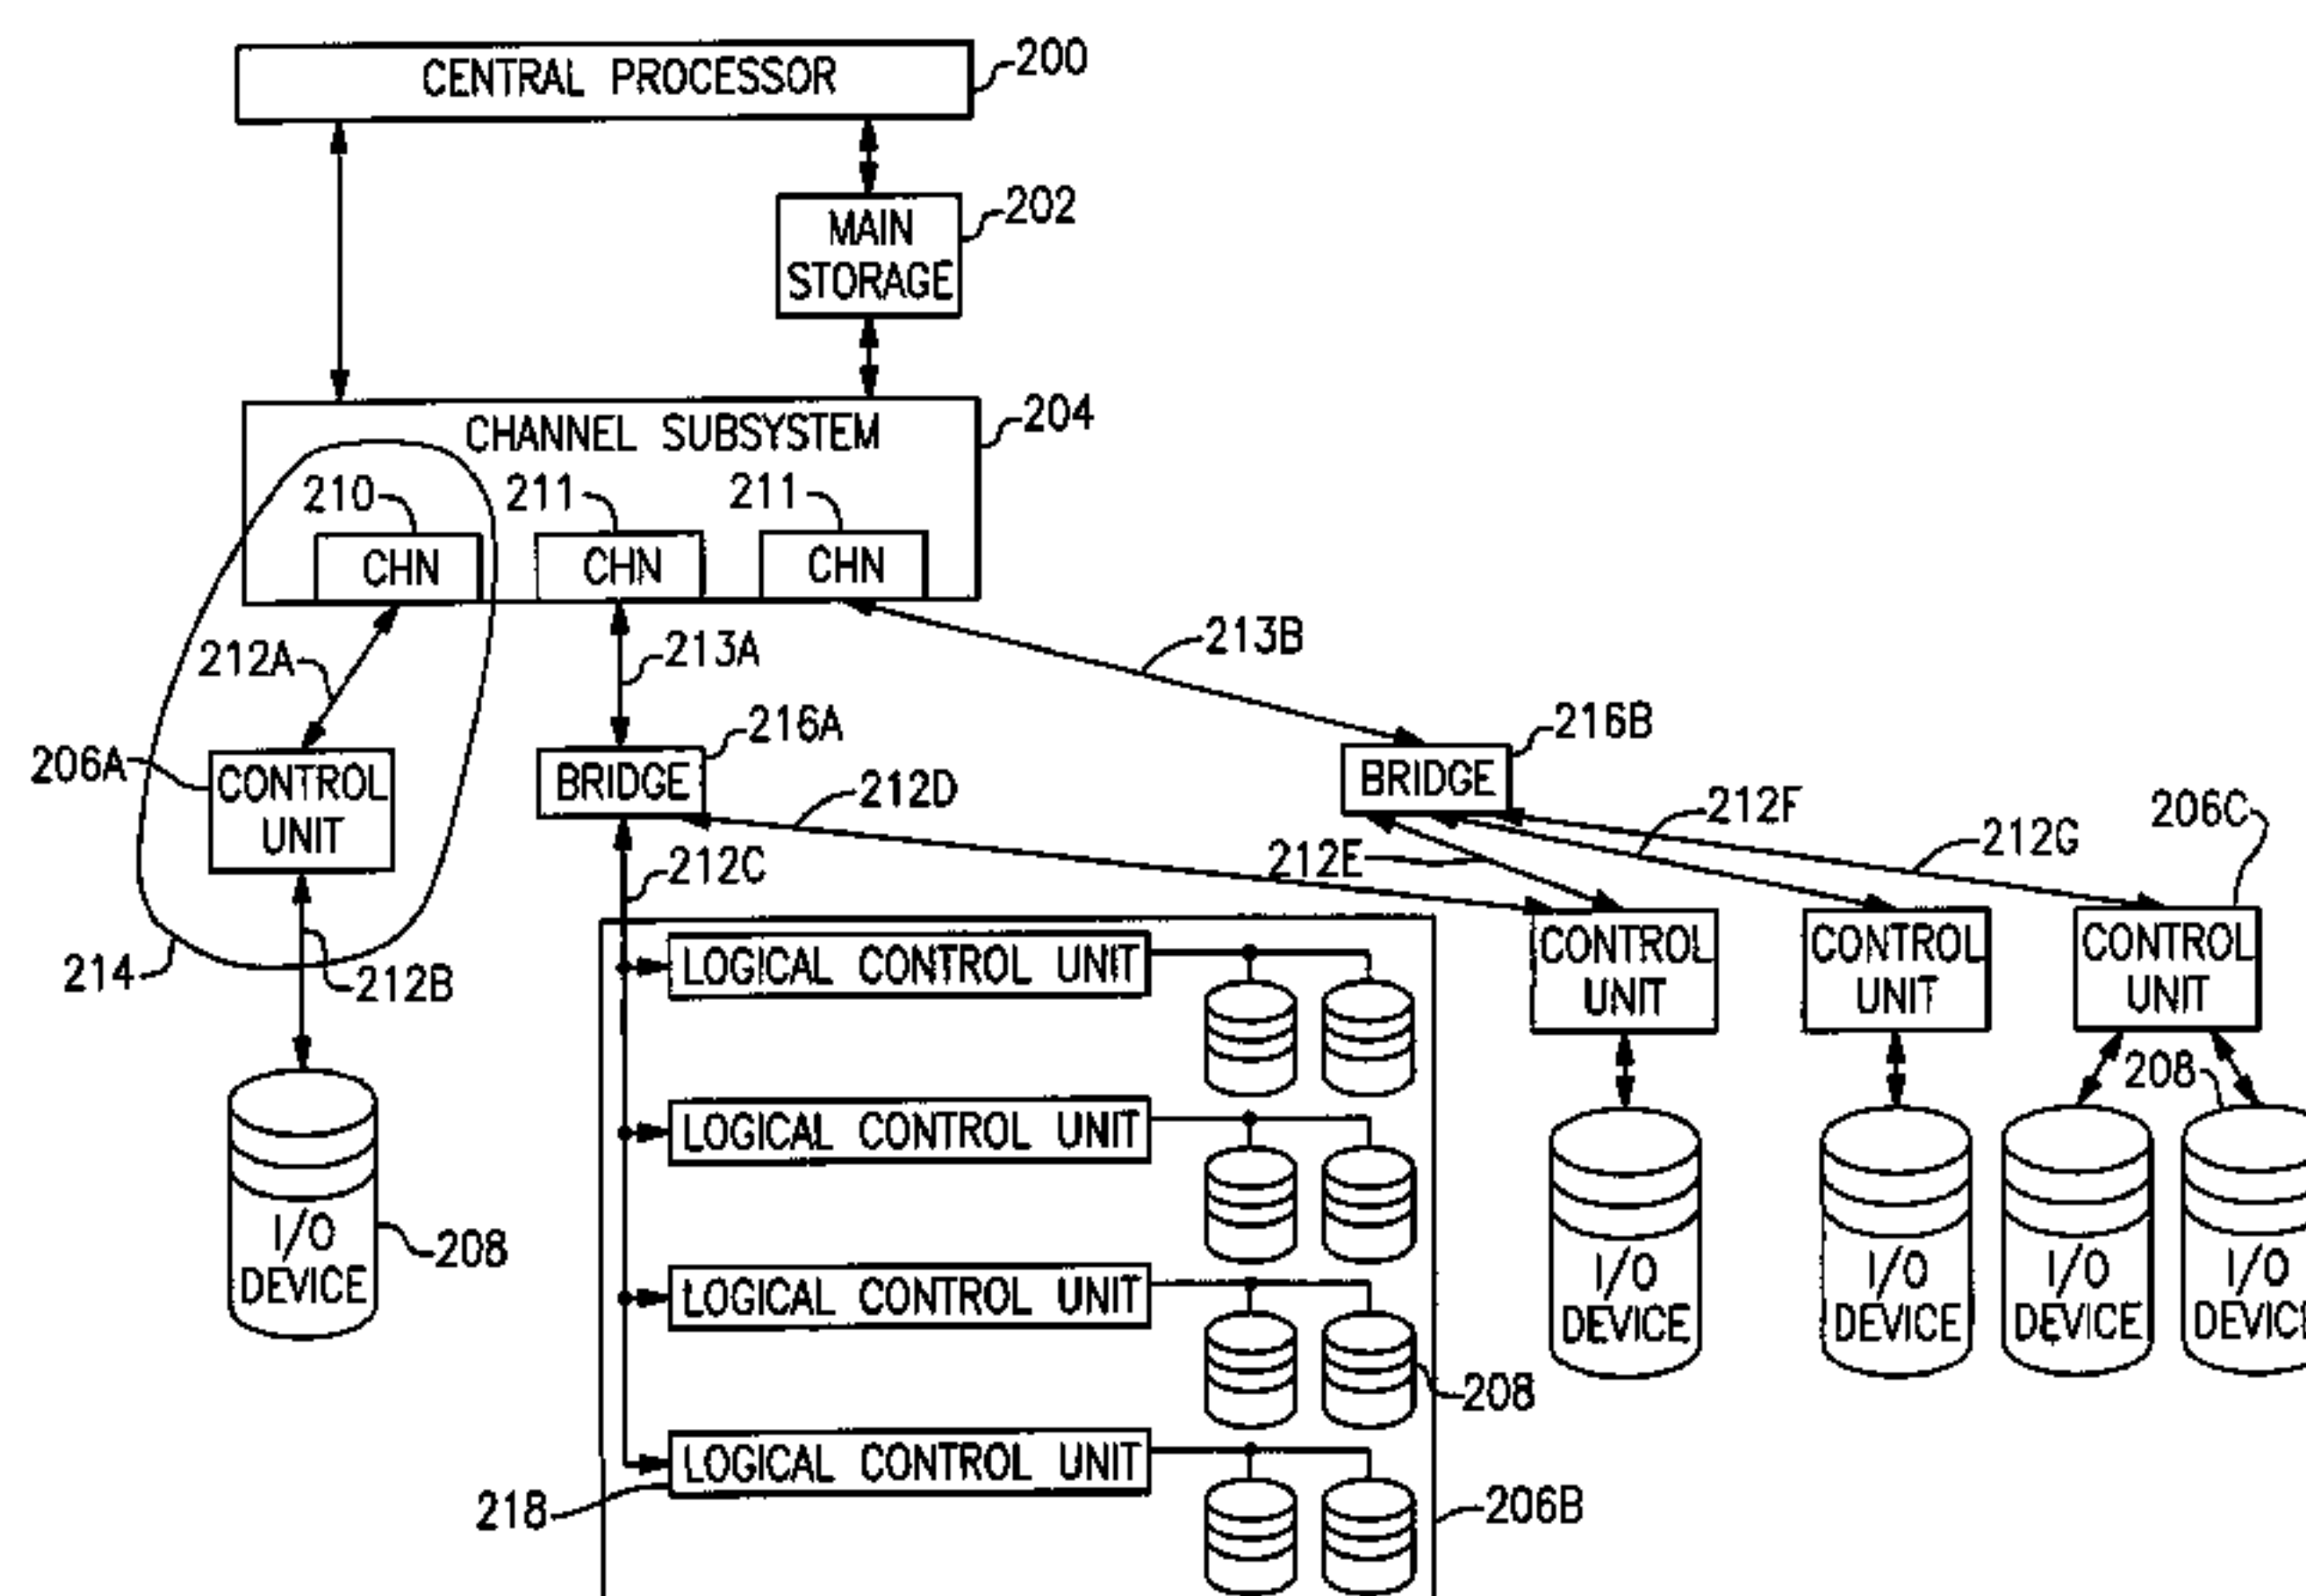 CENTRAL PROCESSOR
200
MAIN
STORAGE
202
CHANNEL SUBSYSTEM
204
210
211
211
CHN
CHN
CHN
212A
213A
213B
206A
CONTROL
UNIT
BRIDGE
216A
BRIDGE
216B
212D
212C
212E
212F
212G
206C
214
212B
LOGICAL CONTROL UNIT
LOGICAL CONTROL UNIT
LOGICAL CONTROL UNIT
LOGICAL CONTROL UNIT
CONTROL
UNIT
CONTROL
UNIT
CONTROL
UNIT
208
I/O
DEVICE
208
I/O
DEVICE
I/O
DEVICE
I/O
DEVICE
I/O
DEVIC
208
218
206B